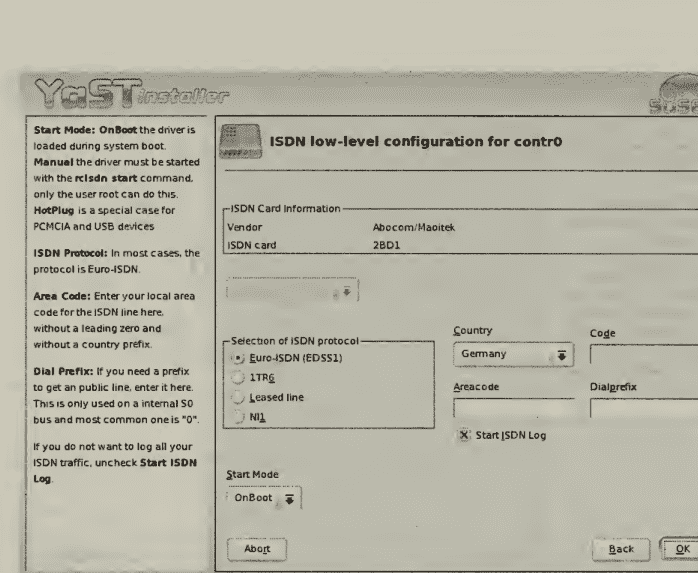 YaST Installer
SUSE
Start Mode: OnBoot the driver is
loaded during system boot.
Manual the driver must be started
with the rcisdn start command,
only the user root can do this.
HotPlug is a special case for
PCMCIA and USB devices
ISDN Protocol: In most cases, the
protocol is Euro-ISDN.
Area Code: Enter your local area
code for the ISDN line here,
without a leading zero and
without a country prefix.
Dial Prefix: If you need a prefix
to get an public line, enter it here.
This is only used on a internal S0
bus and most common one is "0".
If you do not want to log all your
ISDN traffic, uncheck Start ISDN
Log.
ISDN low-level configuration for contr0
ISDN Card Information
Vendor Abocom/Magitek
ISDN card 2BD1
Selection of ISDN protocol
Euro-ISDN (EDSS1)
1TR6
Leased line
NI1
Country
Germany
Code
Areacode
Dialprefix
Start ISDN Log
Start Mode
OnBoot
Abort
Back
OK